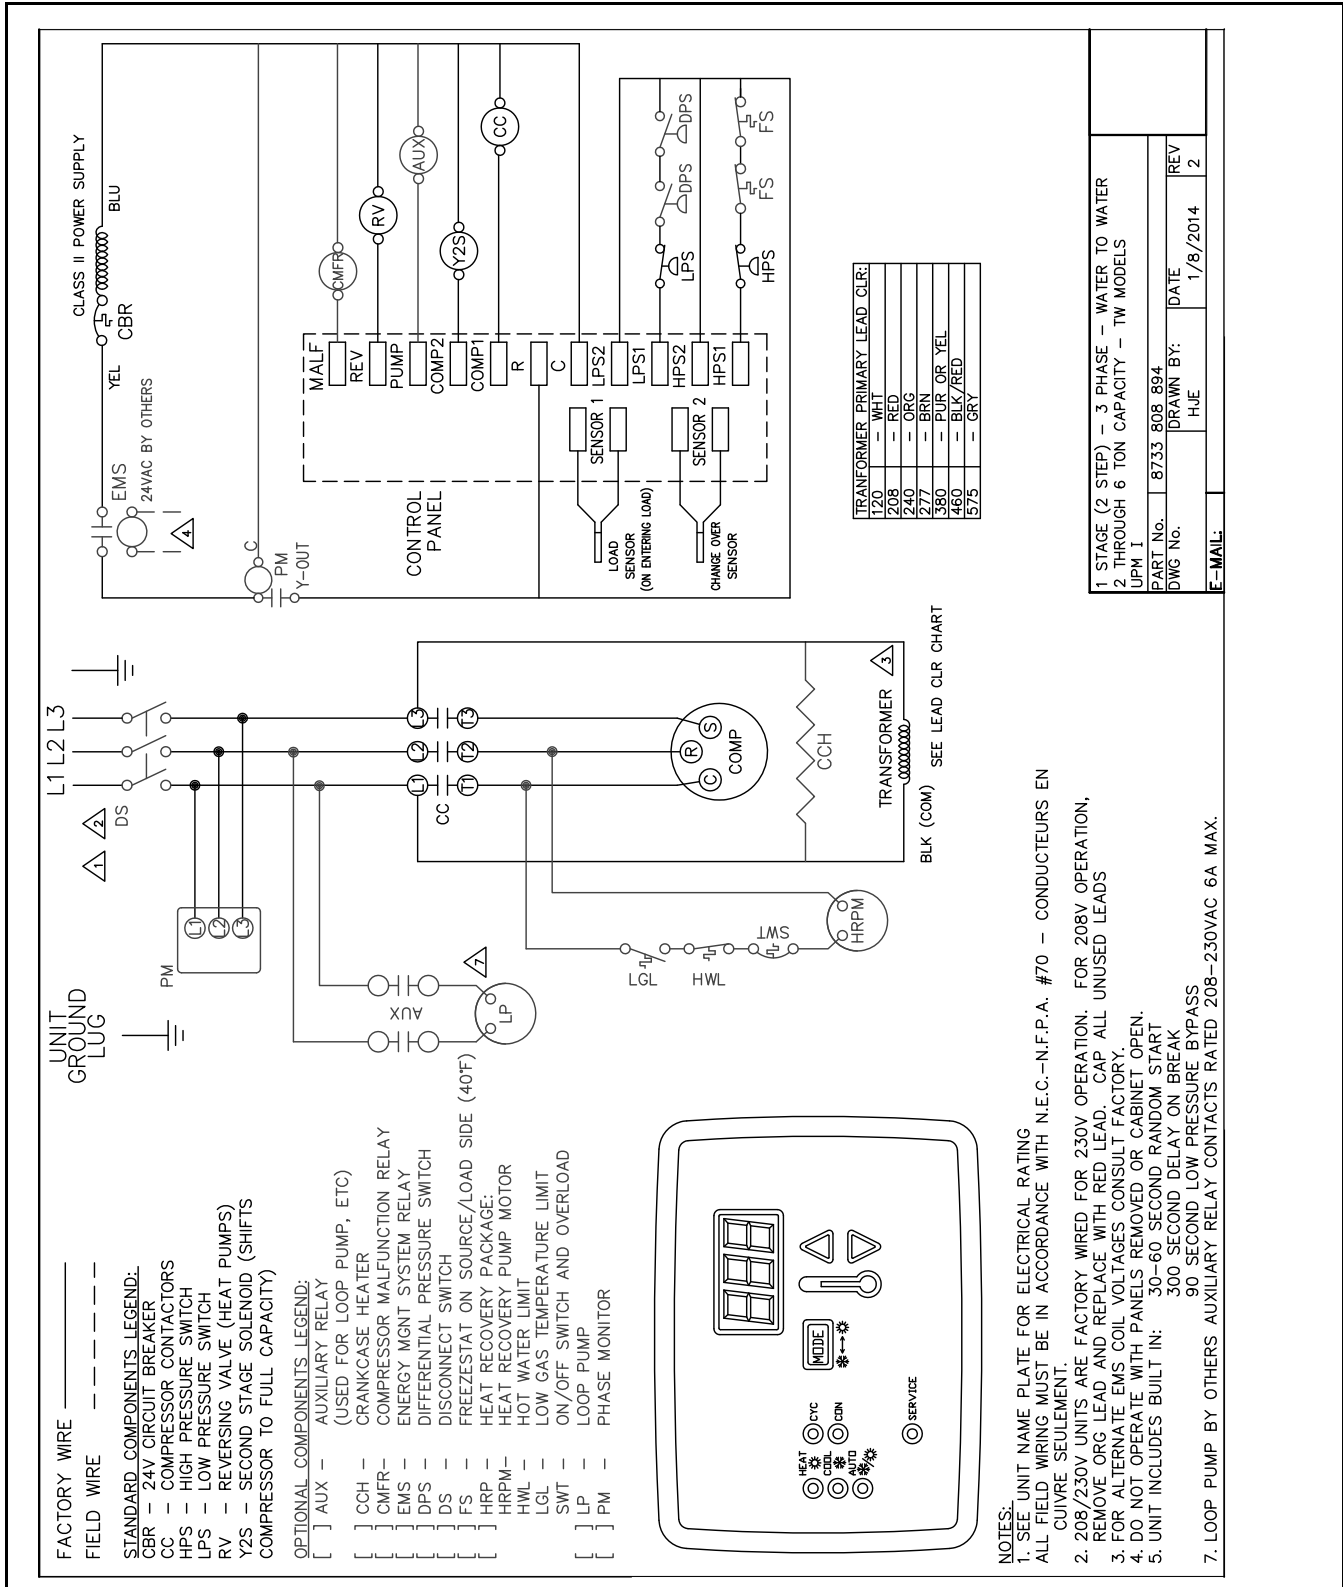 FACTORY WIRE
FIELD WIRE
STANDARD COMPONENTS LEGEND:
CBR – 24V CIRCUIT BREAKER
CC – COMPRESSOR CONTACTORS
HPS – HIGH PRESSURE SWITCH
LPS – LOW PRESSURE SWITCH
RV – REVERSING VALVE (HEAT PUMPS)
Y2S – SECOND STAGE SOLENOID (SHIFTS
COMPRESSOR TO FULL CAPACITY)
OPTIONAL COMPONENTS LEGEND:
[ ] AUX – AUXILIARY RELAY
(USED FOR LOOP PUMP, ETC)
[ ] CCH – CRANKCASE HEATER
[ ] CMFR– COMPRESSOR MALFUNCTION RELAY
[ ] EMS – ENERGY MGNT SYSTEM RELAY
[ ] DPS – DIFFERENTIAL PRESSURE SWITCH
[ ] DS – DISCONNECT SWITCH
[ ] FS – FREEZESTAT ON SOURCE/LOAD SIDE (40°F)
[ ] HRP – HEAT RECOVERY PACKAGE:
HRPM– HEAT RECOVERY PUMP MOTOR
HWL – HOT WATER LIMIT
LGL – LOW GAS TEMPERATURE LIMIT
SWT – ON/OFF SWITCH AND OVERLOAD
[ ] LP – LOOP PUMP
[ ] PM – PHASE MONITOR
HEAT
COOL
AUTO
CYC
CON
MODE
SERVICE
NOTES:
1. SEE UNIT NAME PLATE FOR ELECTRICAL RATING
ALL FIELD WIRING MUST BE IN ACCORDANCE WITH N.E.C.–N.F.P.A. #70 – CONDUCTEURS EN
CUIVRE SEULEMENT.
2. 208/230V UNITS ARE FACTORY WIRED FOR 230V OPERATION. FOR 208V OPERATION,
REMOVE ORG LEAD AND REPLACE WITH RED LEAD. CAP ALL UNUSED LEADS
3. FOR ALTERNATE EMS COIL VOLTAGES CONSULT FACTORY.
4. DO NOT OPERATE WITH PANELS REMOVED OR CABINET OPEN.
5. UNIT INCLUDES BUILT IN: 30–60 SECOND RANDOM START
300 SECOND DELAY ON BREAK
90 SECOND LOW PRESSURE BYPASS
7. LOOP PUMP BY OTHERS AUXILIARY RELAY CONTACTS RATED 208–230VAC 6A MAX.
UNIT
GROUND
LUG
L1 L2 L3
1
2
DS
PM
L1
L2
L3
AUX
LP
7
L1
L2
L3
CC
T1
T2
T3
LGL
HWL
SWT
HRPM
C
R
S
COMP
CCH
TRANSFORMER
3
BLK (COM)
SEE LEAD CLR CHART
CLASS II POWER SUPPLY
YEL
CBR
BLU
EMS
24VAC BY OTHERS
4
C
PM
Y–OUT
CONTROL
PANEL
CMFR
RV
AUX
Y2S
CC
MALF
REV
PUMP
COMP2
COMP1
R
C
LPS2
LPS1
HPS2
HPS1
SENSOR 1
SENSOR 2
LOAD
SENSOR
(ON ENTERING LOAD)
CHANGE OVER
SENSOR
LPS
DPS
DPS
HPS
FS
FS
TRANFORMER PRIMARY LEAD CLR:
120 – WHT
208 – RED
240 – ORG
277 – BRN
380 – PUR OR YEL
460 – BLK/RED
575 – GRY
1 STAGE (2 STEP) – 3 PHASE – WATER TO WATER
2 THROUGH 6 TON CAPACITY – TW MODELS
UPM I
PART No. 8733 808 894
DWG No.
DRAWN BY:
HJE
DATE
1/8/2014
REV
2
E–MAIL: